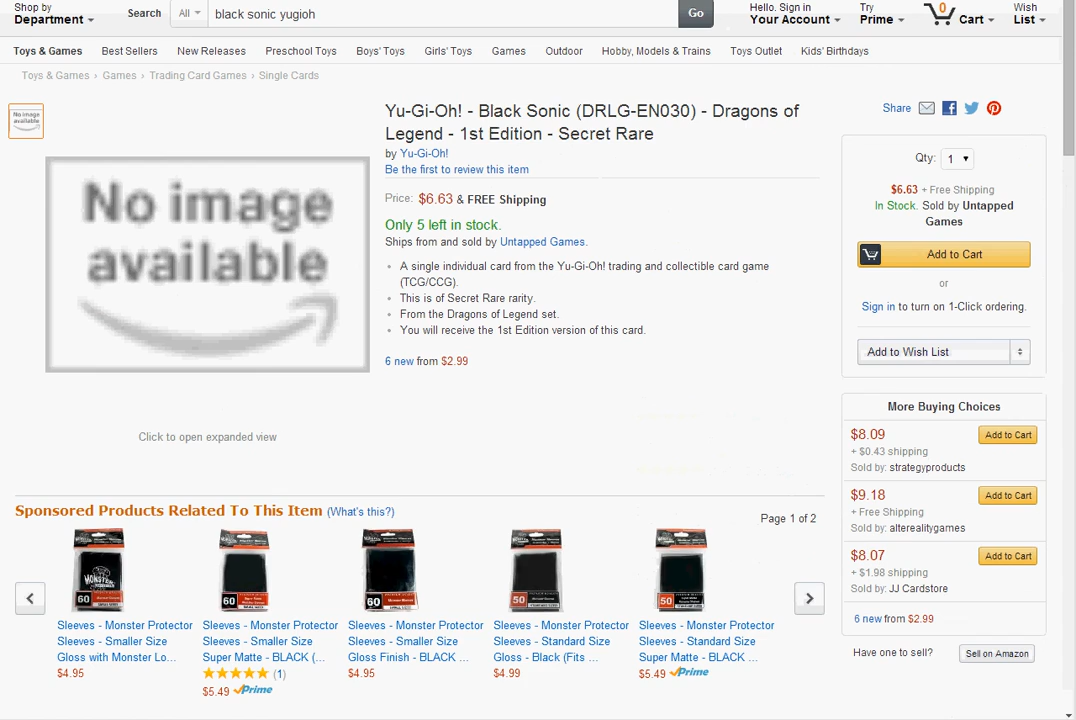 Shop by
Department
Search
All
black sonic yugioh
Go
Hello. Sign in
Your Account
Try
Prime
0
Cart
Wish
List
Toys & Games
Best Sellers
New Releases
Preschool Toys
Boys' Toys
Girls' Toys
Games
Outdoor
Hobby, Models & Trains
Toys Outlet
Kids' Birthdays
Toys & Games › Games › Trading Card Games › Single Cards
No image
available
No image
available
Click to open expanded view
Yu-Gi-Oh! - Black Sonic (DRLG-EN030) - Dragons of
Legend - 1st Edition - Secret Rare
by Yu-Gi-Oh!
Be the first to review this item
Price: $6.63 & FREE Shipping
Only 5 left in stock.
Ships from and sold by Untapped Games.
A single individual card from the Yu-Gi-Oh! trading and collectible card game
(TCG/CCG).
This is of Secret Rare rarity.
From the Dragons of Legend set.
You will receive the 1st Edition version of this card.
6 new from $2.99
Share
Qty: 1
$6.63 + Free Shipping
In Stock. Sold by Untapped
Games
Add to Cart
or
Sign in to turn on 1-Click ordering.
Add to Wish List
More Buying Choices
$8.09
Add to Cart
+ $0.43 shipping
Sold by: strategyproducts
$9.18
Add to Cart
+ Free Shipping
Sold by: alterealitygames
$8.07
Add to Cart
+ $1.98 shipping
Sold by: JJ Cardstore
6 new from $2.99
Have one to sell?
Sell on Amazon
Sponsored Products Related To This Item (What's this?)
Page 1 of 2
MONSTER
60
60
60
50
50
Sleeves - Monster Protector
Sleeves - Smaller Size
Gloss with Monster Lo...
$4.95
Sleeves - Monster Protector
Sleeves - Smaller Size
Super Matte - BLACK (...
(1)
$5.49 Prime
Sleeves - Monster Protector
Sleeves - Smaller Size
Gloss Finish - BLACK ...
$4.95
Sleeves - Monster Protector
Sleeves - Standard Size
Gloss - Black (Fits ...
$4.99
Sleeves - Monster Protector
Sleeves - Standard Size
Super Matte - BLACK ...
$5.49 Prime